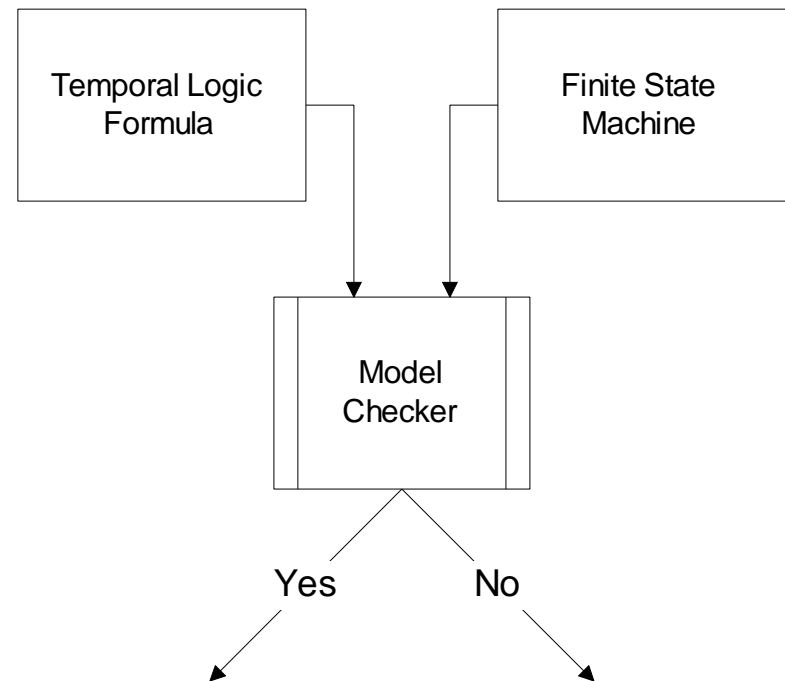 Temporal Logic
Formula
Finite State
Machine
Model
Checker
Yes
No